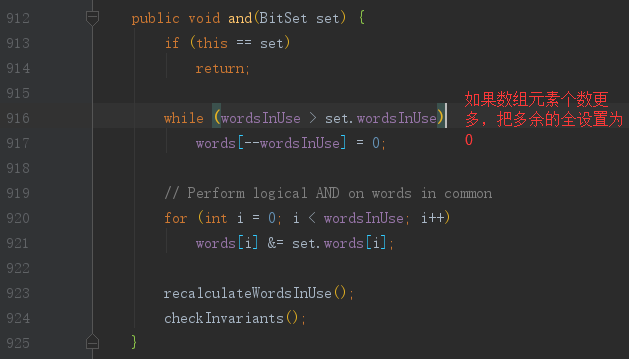 912 public void and(BitSet set) {
913 if (this == set)
914 return;
915
916 while (wordsInUse > set.wordsInUse)
917 words[--wordsInUse] = 0;
918
919 // Perform logical AND on words in common
920 for (int i = 0; i < wordsInUse; i++)
921 words[i] &= set.words[i];
922
923 recalculateWordsInUse();
924 checkInvariants();
925 }
如果数组元素个数更
多，把多余的全设置为
0